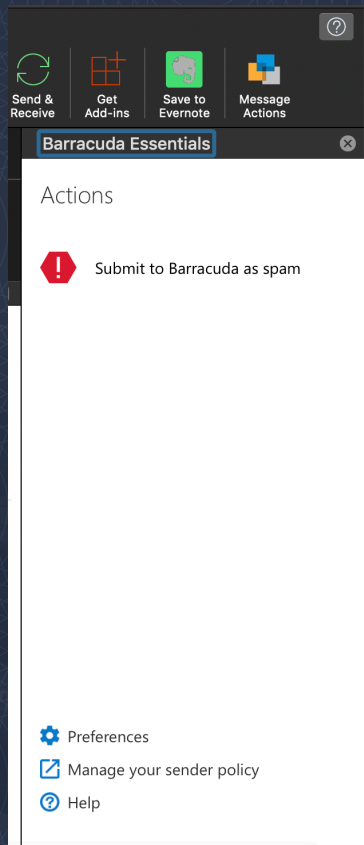 Send & Receive
Get Add-ins
Save to Evernote
Message Actions
Barracuda Essentials
Actions
Submit to Barracuda as spam
Preferences
Manage your sender policy
Help